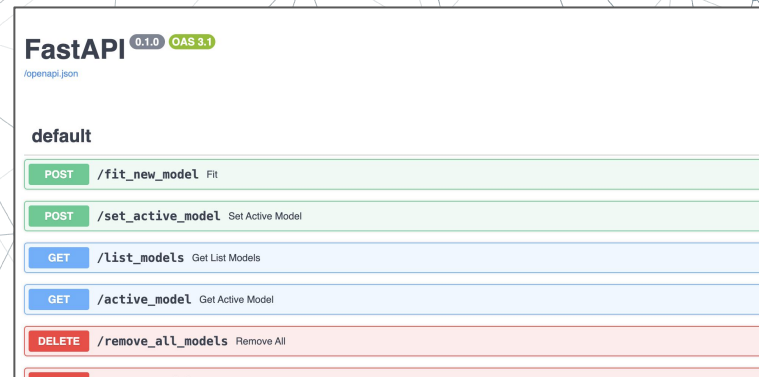 FastAPI 0.1.0 OAS 3.1
/openapi.json
default
POST /fit_new_model Fit
POST /set_active_model Set Active Model
GET /list_models Get List Models
GET /active_model Get Active Model
DELETE /remove_all_models Remove All